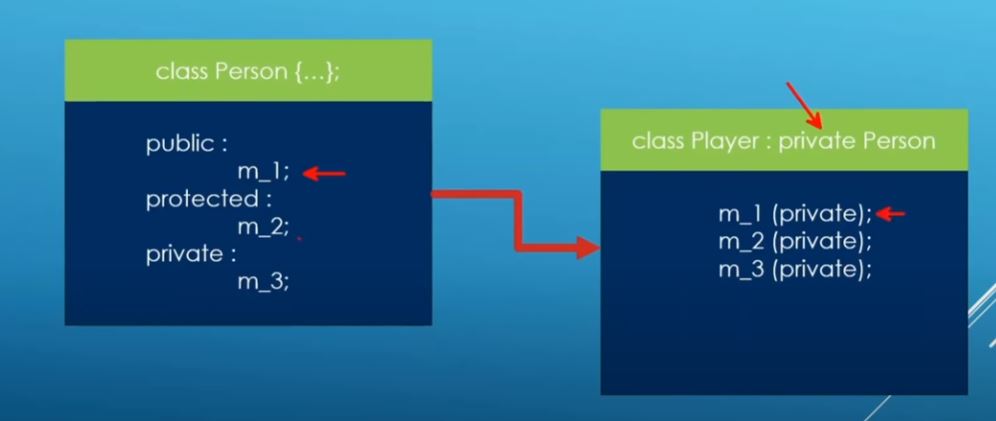 class Person {...};
public :
m_1;
protected :
m_2;
private :
m_3;
class Player : private Person
m_1 (private);
m_2 (private);
m_3 (private);